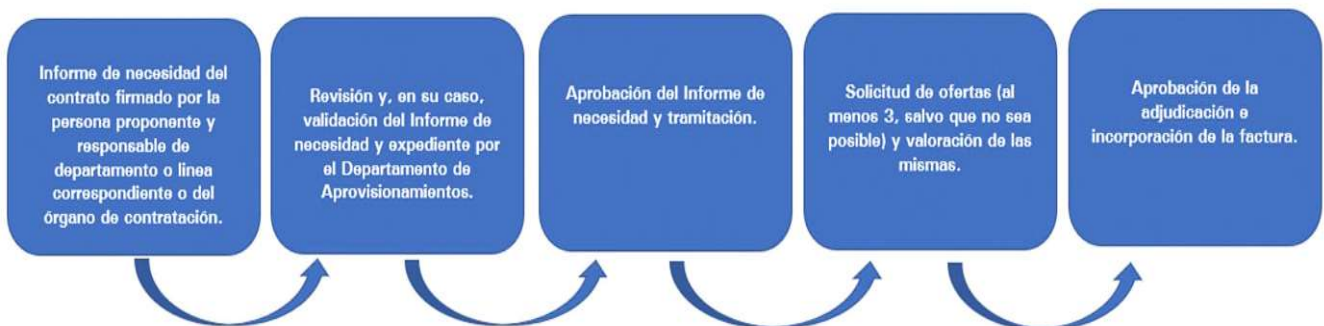 Informe de necesidad del
contrato firmado por la
persona proponente y
responsable de
departamento o linea
correspondiente o del
órgano de contratación.
Revisión y, en su caso,
validación del Informe de
necesidad y expediente por
el Departamento de
Aprovisionamientos.
Aprobación del Informe de
necesidad y tramitación.
Solicitud de ofertas (al
menos 3, salvo que no sea
posible) y valoración de las
mismas.
Aprobación de la
adjudicación e
incorporación de la factura.